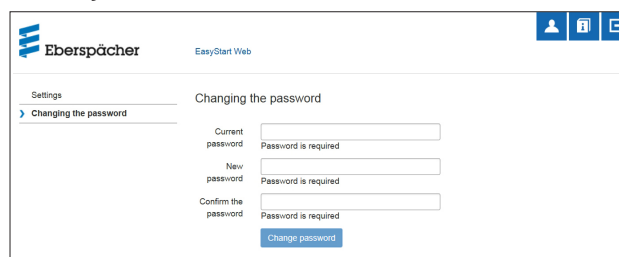 Eberspächer
EasyStart Web
Settings
Changing the password
Changing the password
Current
password
Password is required
New
password
Password is required
Confirm the
password
Password is required
Change password